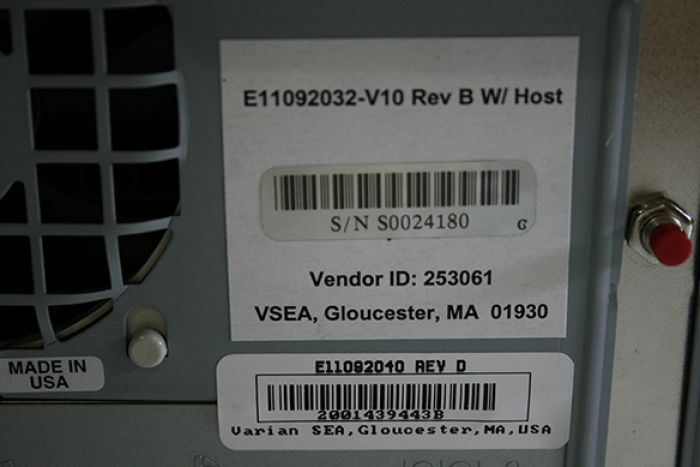 E11092032-V10 Rev B W/ Host
S/N S0024180
G
Vendor ID: 253061
VSEA, Gloucester, MA 01930
MADE IN
USA
E11092040 REV D
2001439443B
Varian SEA,Gloucester,MA,USA